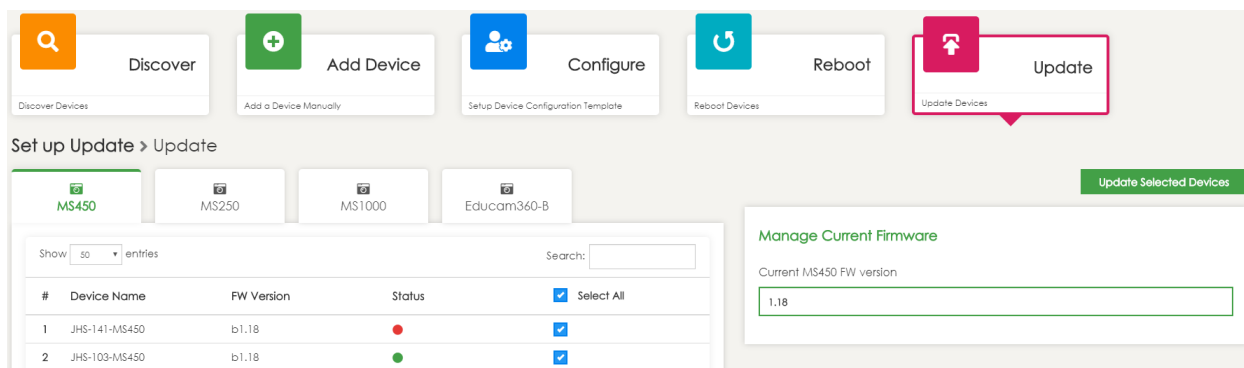 Discover
Discover Devices
Add Device
Add a Device Manually
Configure
Setup Device Configuration Template
Reboot
Reboot Devices
Update
Update Devices
Set up Update > Update
MS450
MS250
MS1000
Educam360-B
Update Selected Devices
Show 50 entries
Search:
# Device Name FW Version Status Select All
1 JHS-141-MS450 b1.18
2 JHS-103-MS450 b1.18
Manage Current Firmware
Current MS450 FW version
1.18